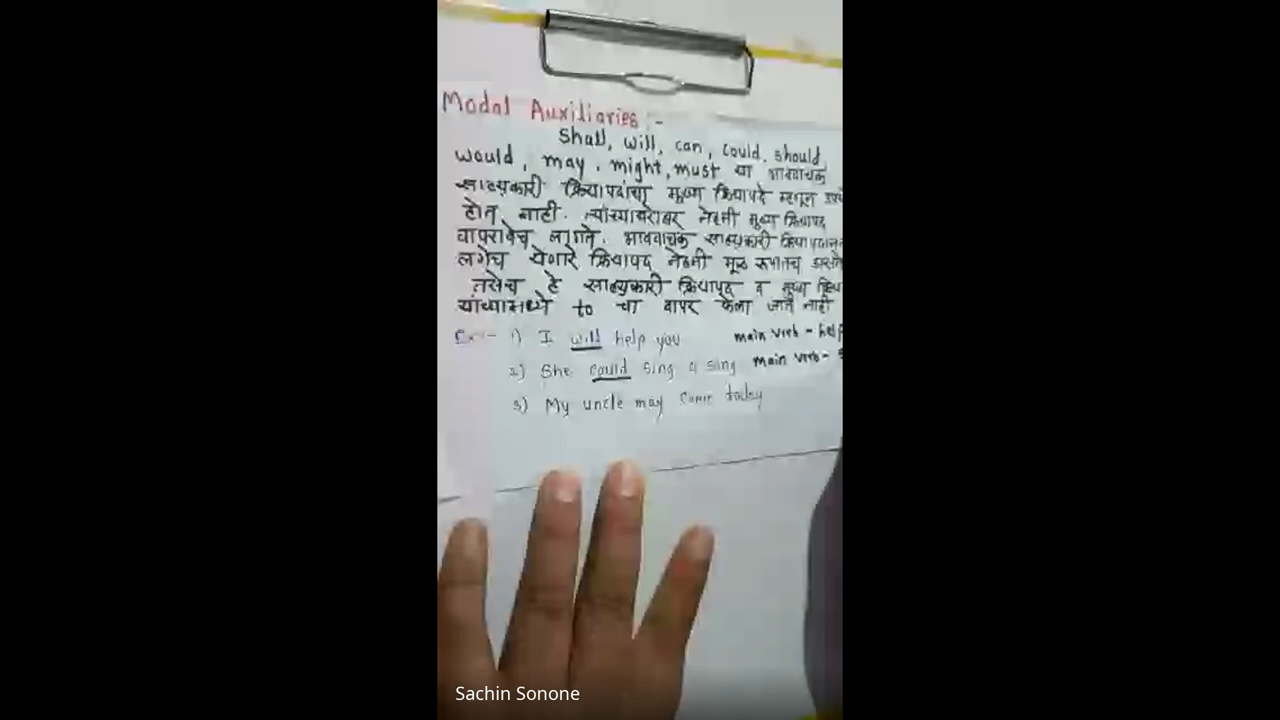 Modal Auxiliaries :-
Shall, will, can, could, should,
would, may, might, must या भाववाचक
साह्यकारी क्रियापदांचा मुख्य क्रियापदे म्हणून
होत नाही. त्यांच्याबरोबर नेहमी मुख्य क्रियापद
वापरावेच लागते. भाववाचक साह्यकारी
लगेच येणारे क्रियापद नेहमी मूळ रूपातच
तसेच हे साह्यकारी क्रियापद व मुख्य
यांच्यामध्ये to चा वापर केला जात नाही
Ex:- 1) I will help you main verb - help
2) She could sing a song main verb -
3) My uncle may come today
Sachin Sonone